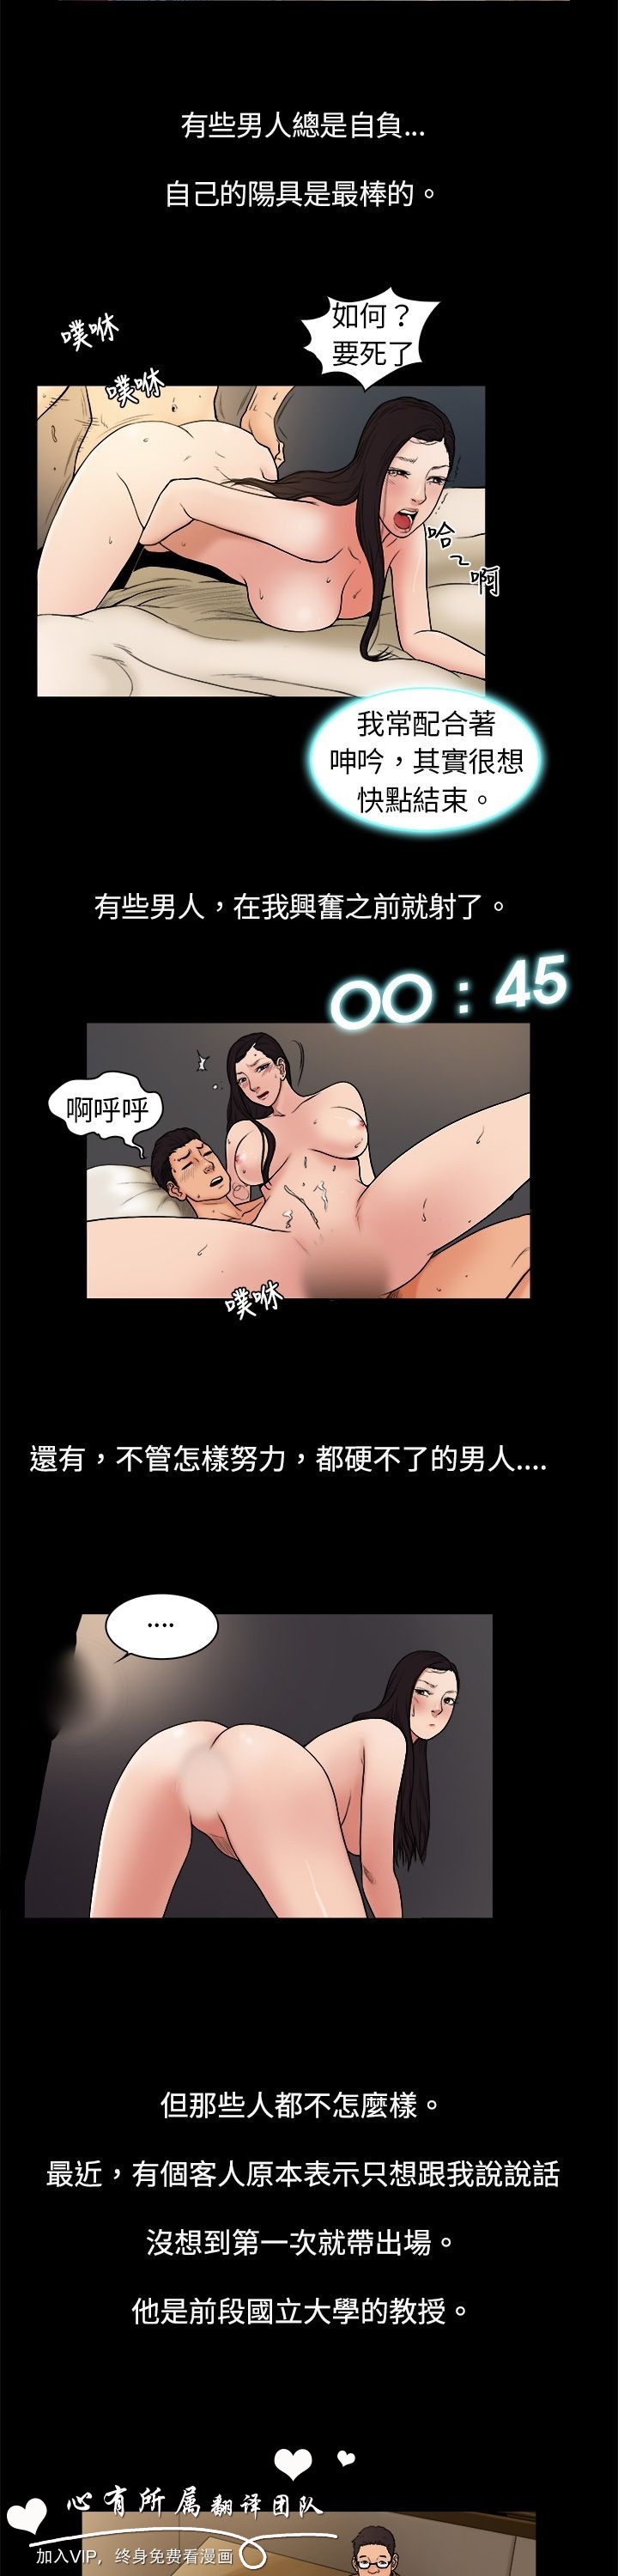 有些男人總是自負...
自己的陽具是最棒的。
如何？
要死了
噗咻
噗咻
哈~啊
我常配合著
呻吟，其實很想
快點結束。
有些男人，在我興奮之前就射了。
00：45
啊呼呼
噗咻
還有，不管怎樣努力，都硬不了的男人....
....
但那些人都不怎麼樣。
最近，有個客人原本表示只想跟我說說話
沒想到第一次就帶出場。
他是前段國立大學的教授。
心有所属翻译团队
加入VIP，终身免费看漫画